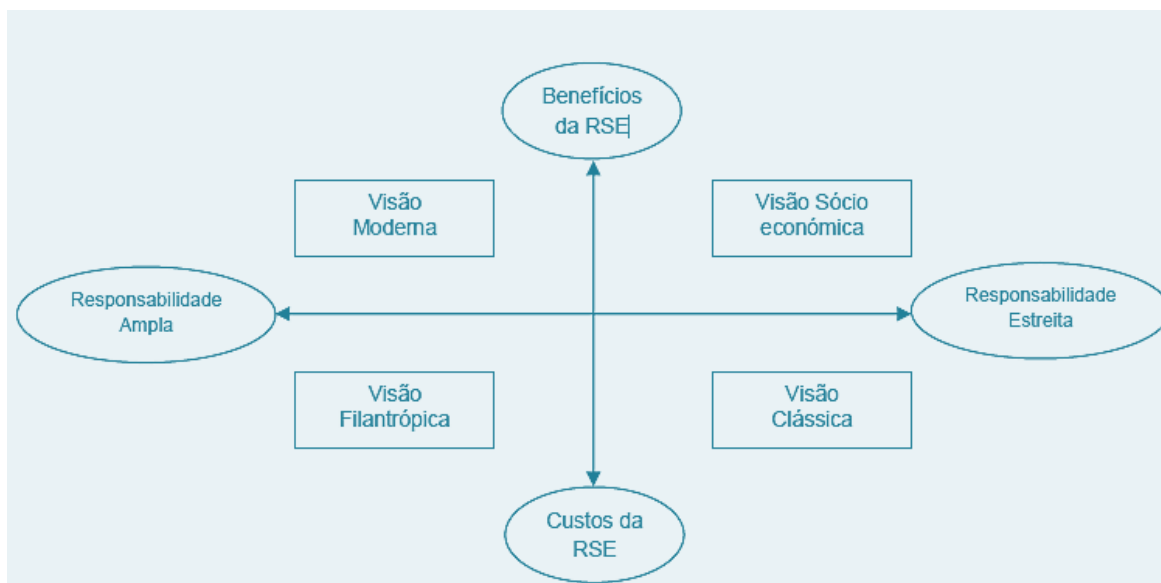 Benefícios
da RSE
Visão
Moderna
Visão Sócio
económica
Responsabilidade
Ampla
Responsabilidade
Estreita
Visão
Filantrópica
Visão
Clássica
Custos da
RSE